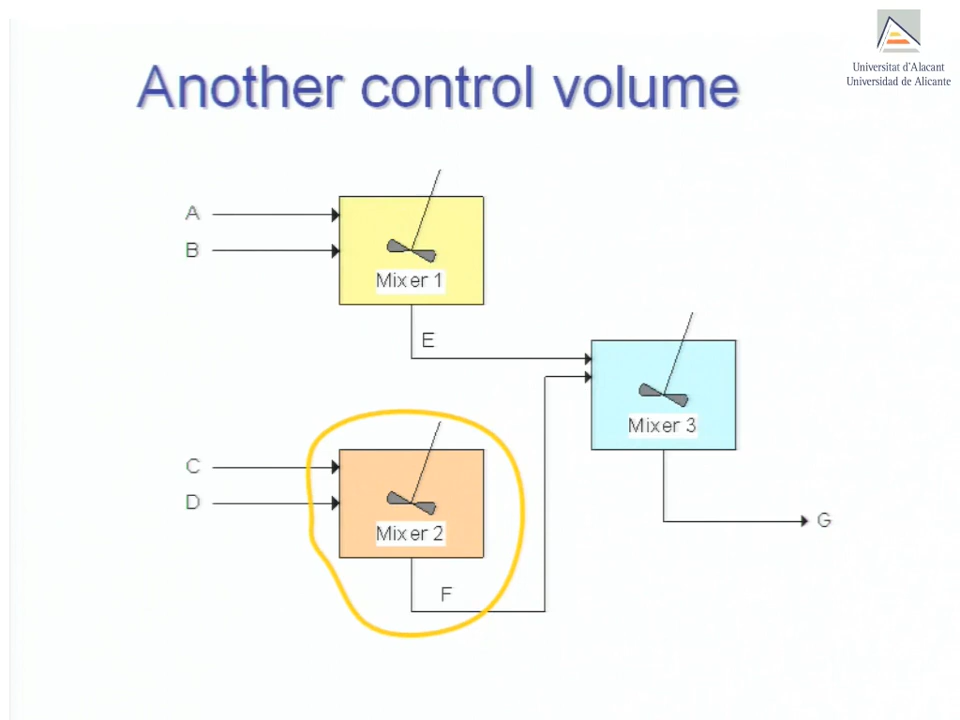 Universitat d'Alacant
Universidad de Alicante
Another control volume
A
B
Mixer 1
E
Mixer 3
C
D
Mixer 2
G
F